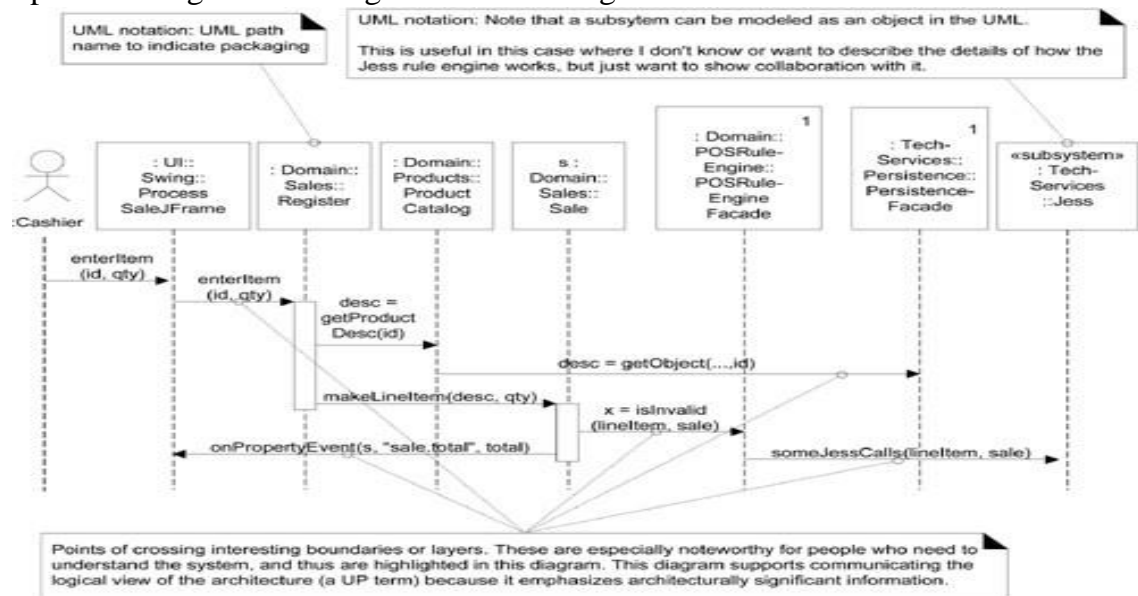 UML notation: UML path
name to indicate packaging
UML notation: Note that a subsytem can be modeled as an object in the UML.
This is useful in this case where I don't know or want to describe the details of how the
Jess rule engine works, but just want to show collaboration with it.
:Cashier
: UI::
Swing::
Process
SaleJFrame
: Domain::
Sales::
Register
: Domain::
Products::
Product
Catalog
s :
Domain::
Sales::
Sale
1
: Domain::
POSRule-
Engine::
POSRule-
Engine
Facade
1
: Tech-
Services::
Persistence::
Persistence-
Facade
«subsystem»
: Tech-
Services
::Jess
enterItem
(id, qty)
enterItem
(id, qty)
desc =
getProduct
Desc(id)
desc = getObject(...,id)
makeLineItem(desc, qty)
x = isInvalid
(lineItem, sale)
onPropertyEvent(s, "sale.total", total)
someJessCalls(lineItem, sale)
Points of crossing interesting boundaries or layers. These are especially noteworthy for people who need to
understand the system, and thus are highlighted in this diagram. This diagram supports communicating the
logical view of the architecture (a UP term) because it emphasizes architecturally significant information.